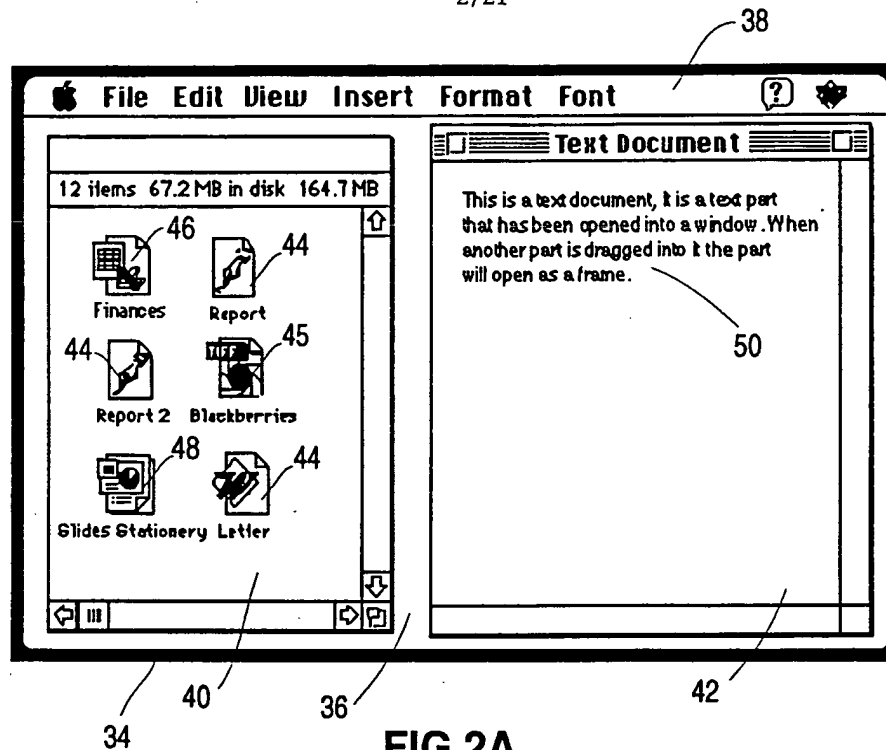 2/21
38
File Edit View Insert Format Font ?
Text Document
12 items 67.2 MB in disk 164.7 MB
This is a text document, it is a text part
that has been opened into a window. When
another part is dragged into it the part
will open as a frame.
46
44
Finances Report
50
44
45
Report 2 Blackberries
48
44
Slides Stationery Letter
40
36
42
34
FIG 2A